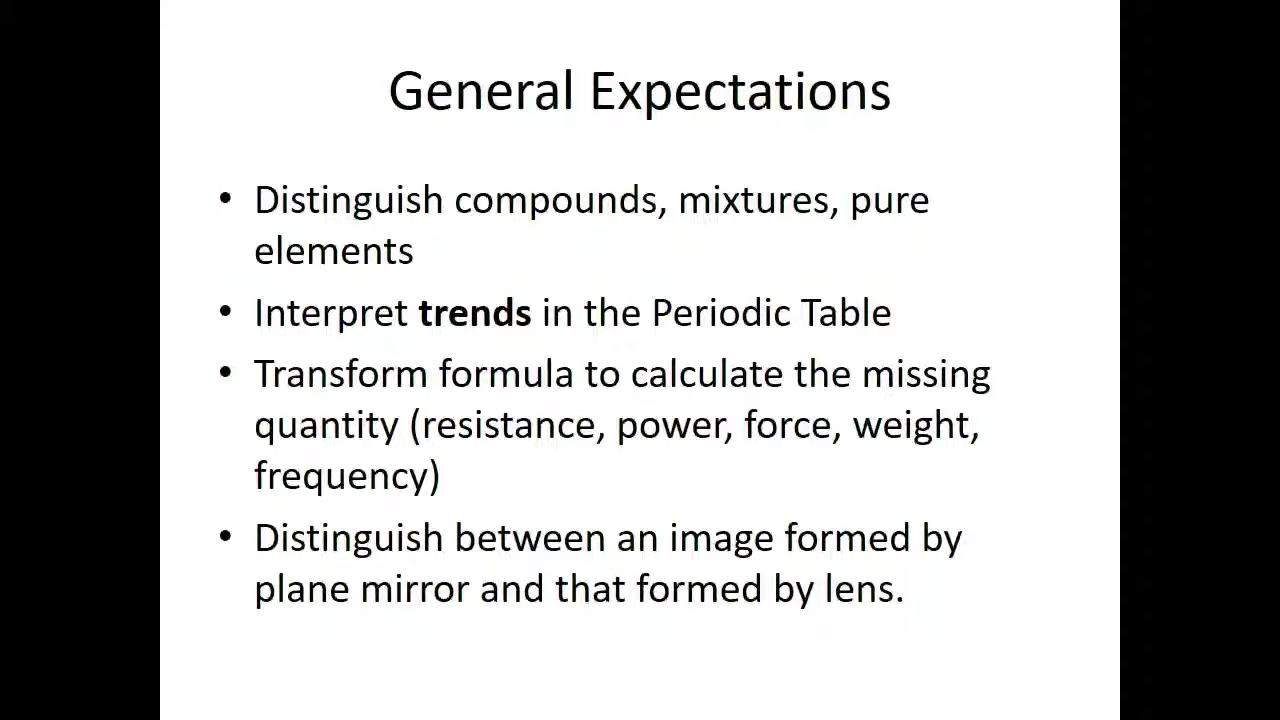 General Expectations
• Distinguish compounds, mixtures, pure
elements
• Interpret trends in the Periodic Table
• Transform formula to calculate the missing
quantity (resistance, power, force, weight,
frequency)
• Distinguish between an image formed by
plane mirror and that formed by lens.